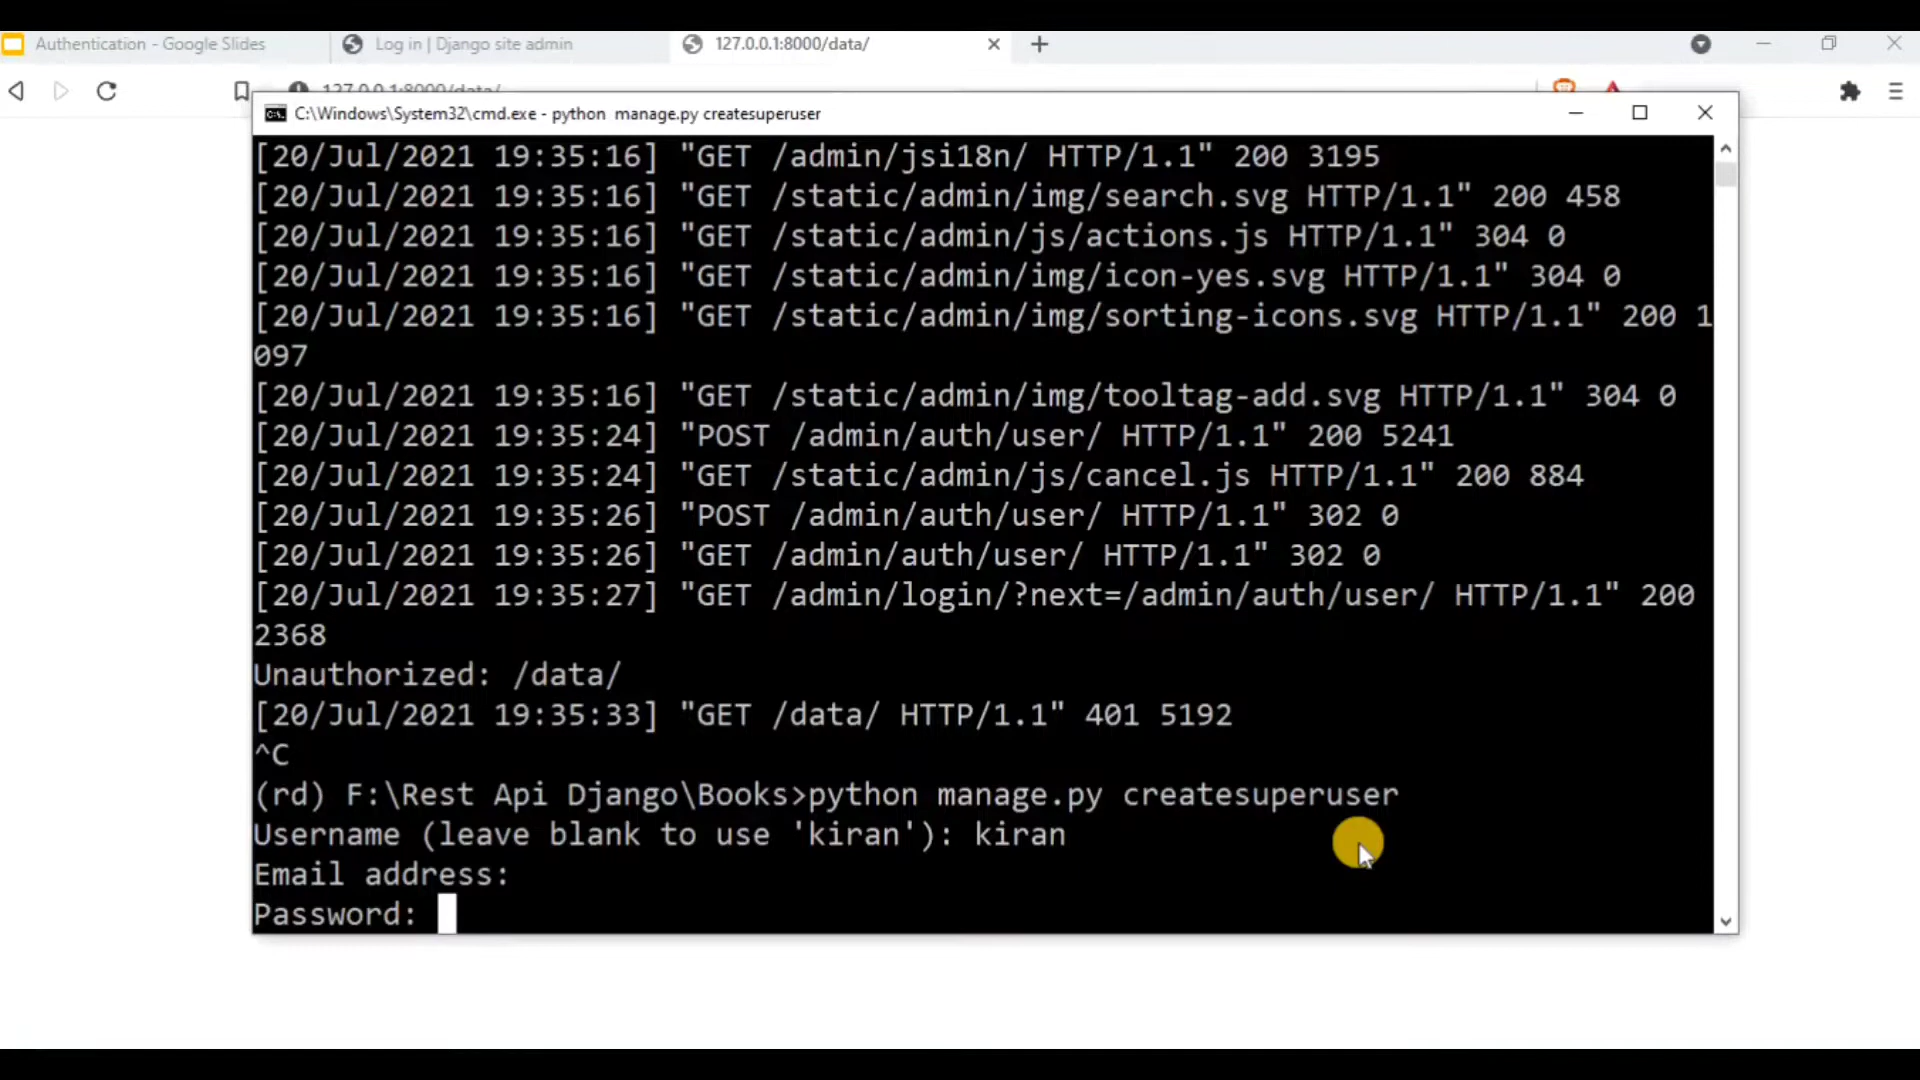 Authentication - Google Slides
Log in | Django site admin
127.0.0.1:8000/data/
127.0.0.1:8000/data/
C:\Windows\System32\cmd.exe - python  manage.py createsuperuser
[20/Jul/2021 19:35:16] "GET /admin/jsi18n/ HTTP/1.1" 200 3195
[20/Jul/2021 19:35:16] "GET /static/admin/img/search.svg HTTP/1.1" 200 458
[20/Jul/2021 19:35:16] "GET /static/admin/js/actions.js HTTP/1.1" 304 0
[20/Jul/2021 19:35:16] "GET /static/admin/img/icon-yes.svg HTTP/1.1" 304 0
[20/Jul/2021 19:35:16] "GET /static/admin/img/sorting-icons.svg HTTP/1.1" 200 1
097
[20/Jul/2021 19:35:16] "GET /static/admin/img/tooltag-add.svg HTTP/1.1" 304 0
[20/Jul/2021 19:35:24] "POST /admin/auth/user/ HTTP/1.1" 200 5241
[20/Jul/2021 19:35:24] "GET /static/admin/js/cancel.js HTTP/1.1" 200 884
[20/Jul/2021 19:35:26] "POST /admin/auth/user/ HTTP/1.1" 302 0
[20/Jul/2021 19:35:26] "GET /admin/auth/user/ HTTP/1.1" 302 0
[20/Jul/2021 19:35:27] "GET /admin/login/?next=/admin/auth/user/ HTTP/1.1" 200
2368
Unauthorized: /data/
[20/Jul/2021 19:35:33] "GET /data/ HTTP/1.1" 401 5192
^C
(rd) F:\Rest Api Django\Books>python manage.py createsuperuser
Username (leave blank to use 'kiran'): kiran
Email address:
Password: